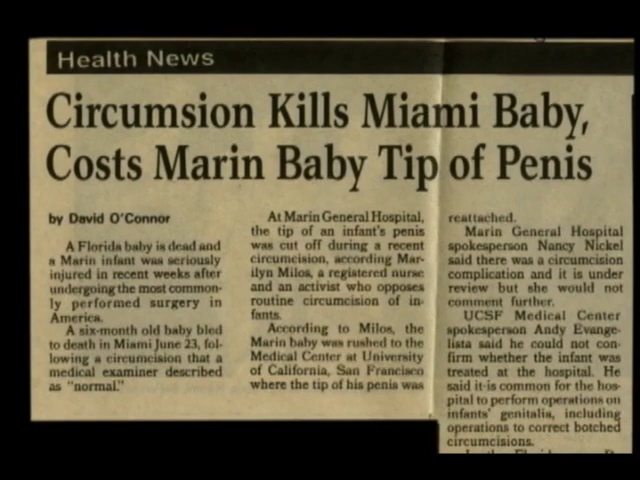 Health News
Circumsion Kills Miami Baby,
Costs Marin Baby Tip of Penis
by David O'Connor
A Florida baby is dead and
a Marin infant was seriously
injured in recent weeks after
undergoing the most common-
ly performed surgery in
America.
A six-month old baby bled
to death in Miami June 23, fol-
lowing a circumcision that a
medical examiner described
as "normal."
At Marin General Hospital,
the tip of an infant's penis
was cut off during a recent
circumcision, according Mar-
ilyn Milos, a registered nurse
and an activist who opposes
routine circumcision of in-
fants.
According to Milos, the
Marin baby was rushed to the
Medical Center at University
of California, San Francisco
where the tip of his penis was
reattached.
Marin General Hospital
spokesperson Nancy Nickel
said there was a circumcision
complication and it is under
review but she would not
comment further.
UCSF Medical Center
spokesperson Andy Evange-
lista said he could not con-
firm whether the infant was
treated at the hospital. He
said it is common for the hos-
pital to perform operations on
infants' genitalia, including
operations to correct botched
circumcisions.